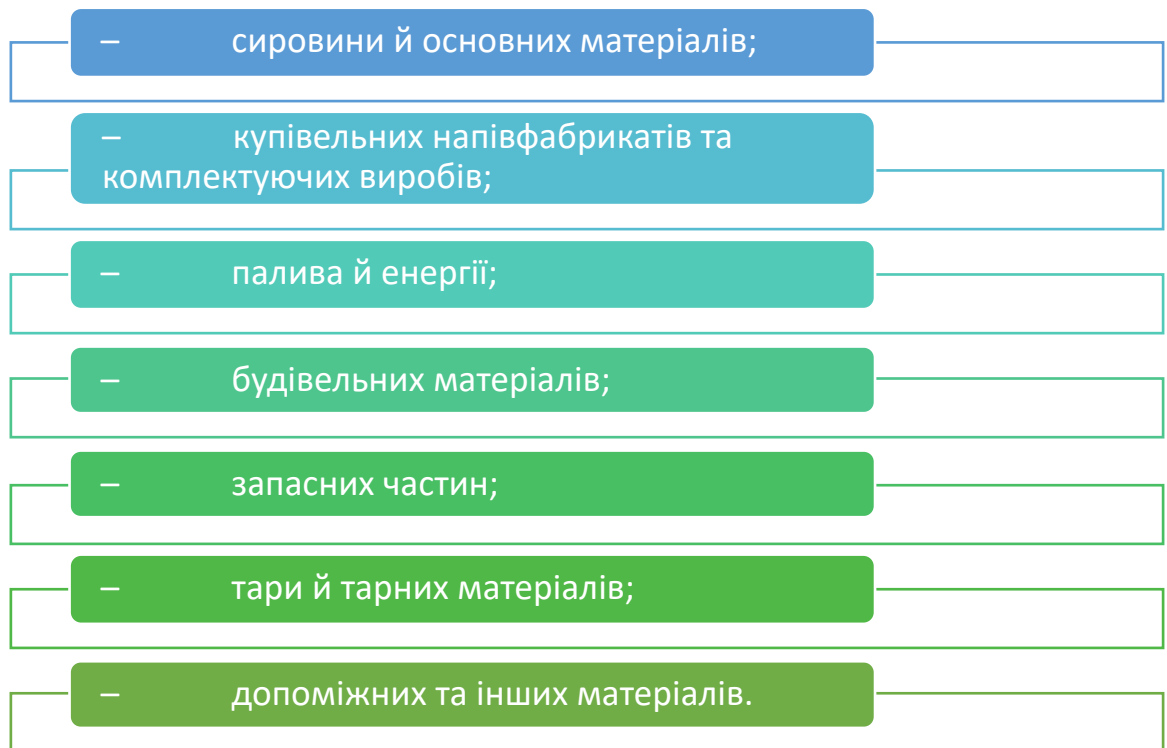 – сировини й основних матеріалів;
– купівельних напівфабрикатів та
комплектуючих виробів;
– палива й енергії;
– будівельних матеріалів;
– запасних частин;
– тари й тарних матеріалів;
– допоміжних та інших матеріалів.